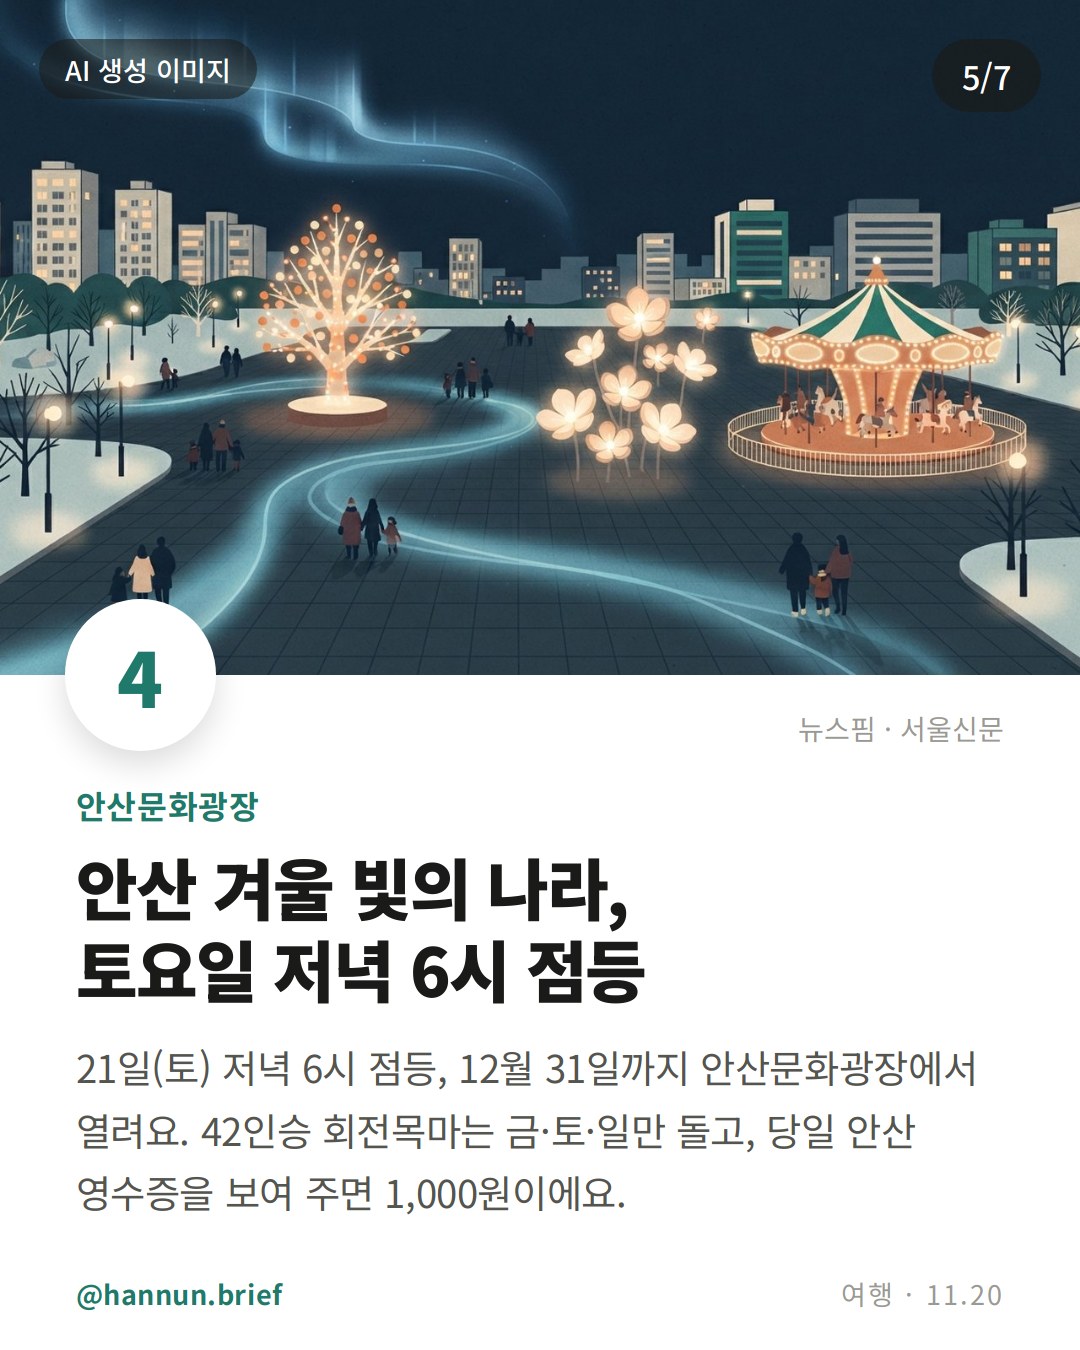 AI 생성 이미지
5/7
4
뉴스핌 · 서울신문
안산문화광장
안산 겨울 빛의 나라,
토요일 저녁 6시 점등
21일(토) 저녁 6시 점등, 12월 31일까지 안산문화광장에서
열려요. 42인승 회전목마는 금·토·일만 돌고, 당일 안산
영수증을 보여 주면 1,000원이에요.
@hannun.brief
여행 · 11.20